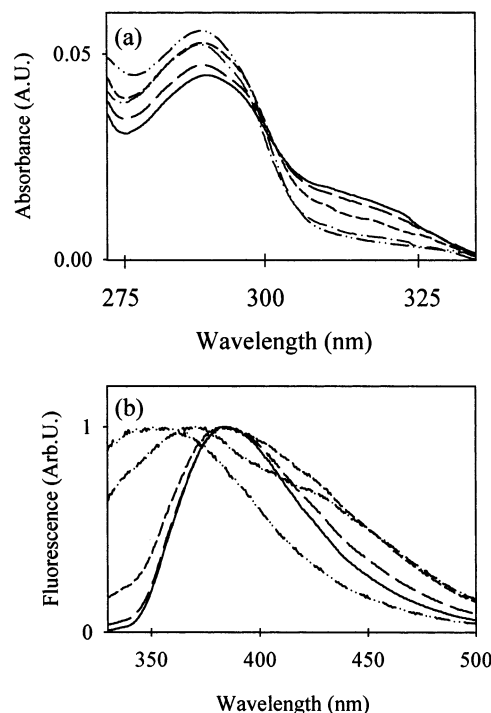 (a)
0.05
Absorbance (A.U.)
0.00
275 300 325
Wavelength (nm)
(b)
1
Fluorescence (Arb.U.)
0
350 400 450 500
Wavelength (nm)